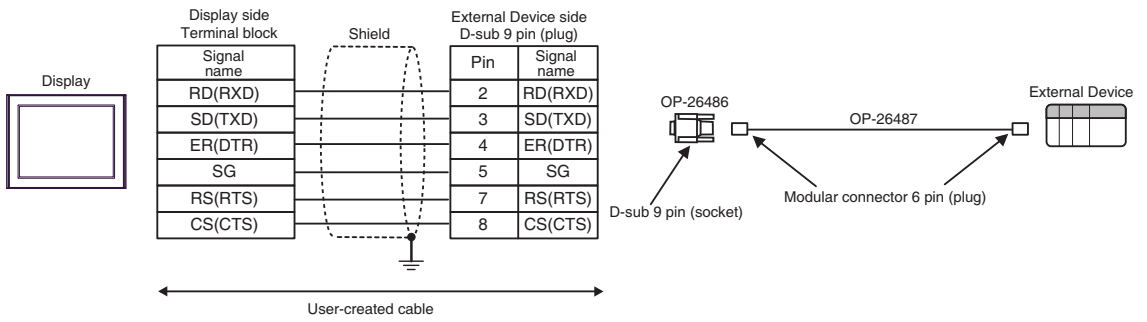 Display side
Terminal block
Shield
External Device side
D-sub 9 pin (plug)
Signal
name
Pin
Signal
name
RD(RXD) 2 RD(RXD)
SD(TXD) 3 SD(TXD)
ER(DTR) 4 ER(DTR)
SG 5 SG
RS(RTS) 7 RS(RTS)
CS(CTS) 8 CS(CTS)
User-created cable
Display
OP-26486
OP-26487
External Device
D-sub 9 pin (socket)
Modular connector 6 pin (plug)